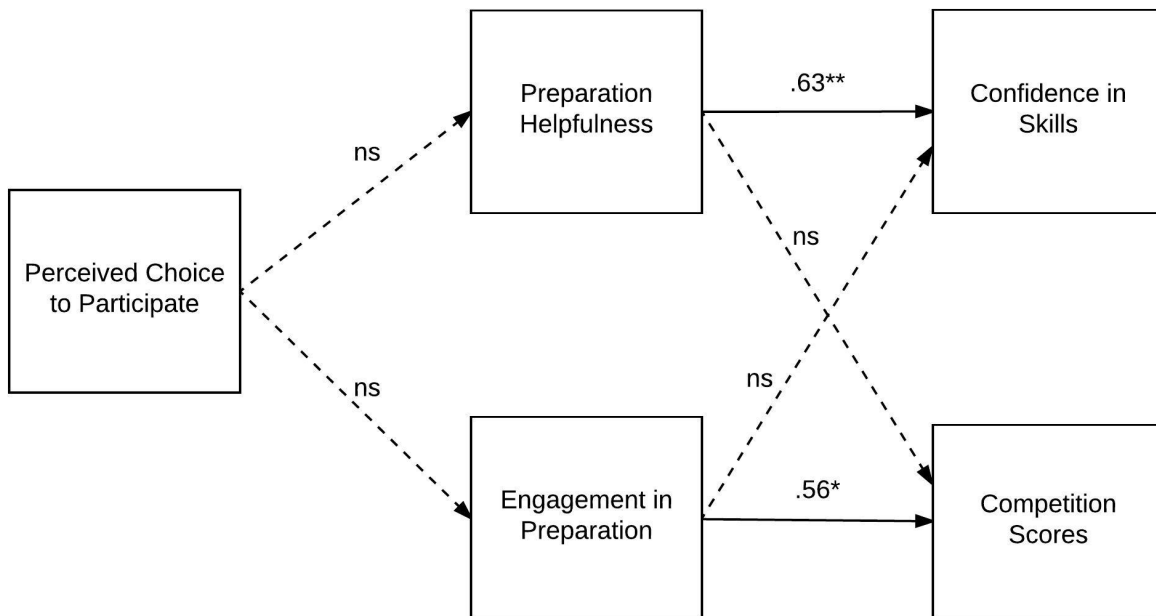 Preparation
Helpfulness
.63**
Confidence in
Skills
ns
ns
Perceived Choice
to Participate
ns
ns
Engagement in
Preparation
.56*
Competition
Scores